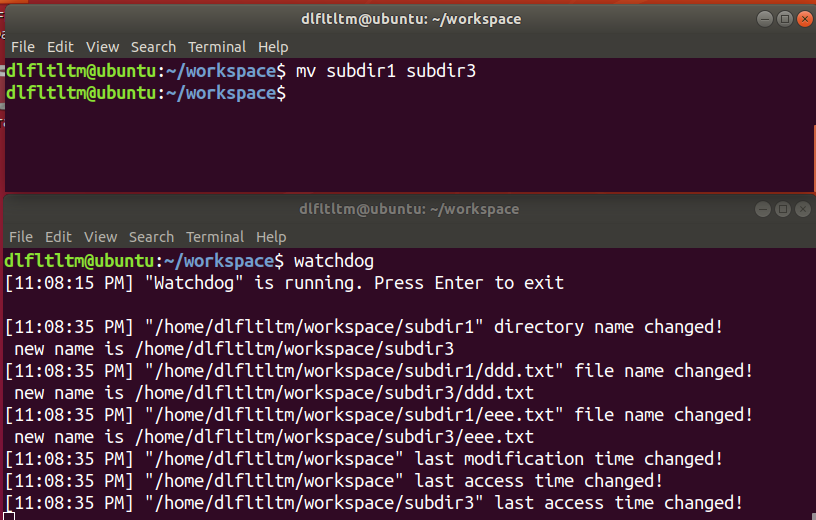 dlfltltm@ubuntu: ~/workspace
File Edit View Search Terminal Help
dlfltltm@ubuntu:~/workspace$ mv subdir1 subdir3
dlfltltm@ubuntu:~/workspace$
dlfltltm@ubuntu: ~/workspace
File Edit View Search Terminal Help
dlfltltm@ubuntu:~/workspace$ watchdog
[11:08:15 PM] "Watchdog" is running. Press Enter to exit
[11:08:35 PM] "/home/dlfltltm/workspace/subdir1" directory name changed!
new name is /home/dlfltltm/workspace/subdir3
[11:08:35 PM] "/home/dlfltltm/workspace/subdir1/ddd.txt" file name changed!
new name is /home/dlfltltm/workspace/subdir3/ddd.txt
[11:08:35 PM] "/home/dlfltltm/workspace/subdir1/eee.txt" file name changed!
new name is /home/dlfltltm/workspace/subdir3/eee.txt
[11:08:35 PM] "/home/dlfltltm/workspace" last modification time changed!
[11:08:35 PM] "/home/dlfltltm/workspace" last access time changed!
[11:08:35 PM] "/home/dlfltltm/workspace/subdir3" last access time changed!